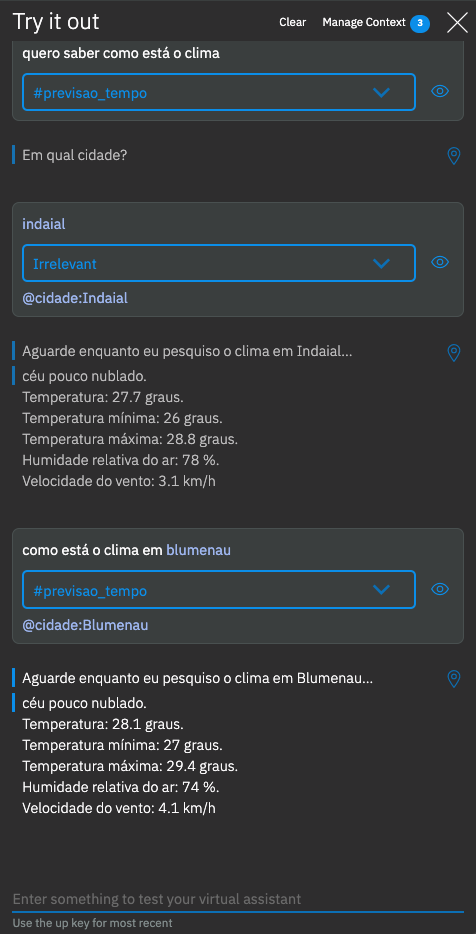 Try it out
Clear
Manage Context 3
quero saber como está o clima
#previsao_tempo
Em qual cidade?
indaial
Irrelevant
@cidade:Indaial
Aguarde enquanto eu pesquiso o clima em Indaial...
céu pouco nublado.
Temperatura: 27.7 graus.
Temperatura mínima: 26 graus.
Temperatura máxima: 28.8 graus.
Humidade relativa do ar: 78 %.
Velocidade do vento: 3.1 km/h
como está o clima em blumenau
#previsao_tempo
@cidade:Blumenau
Aguarde enquanto eu pesquiso o clima em Blumenau...
céu pouco nublado.
Temperatura: 28.1 graus.
Temperatura mínima: 27 graus.
Temperatura máxima: 29.4 graus.
Humidade relativa do ar: 74 %.
Velocidade do vento: 4.1 km/h
Enter something to test your virtual assistant
Use the up key for most recent